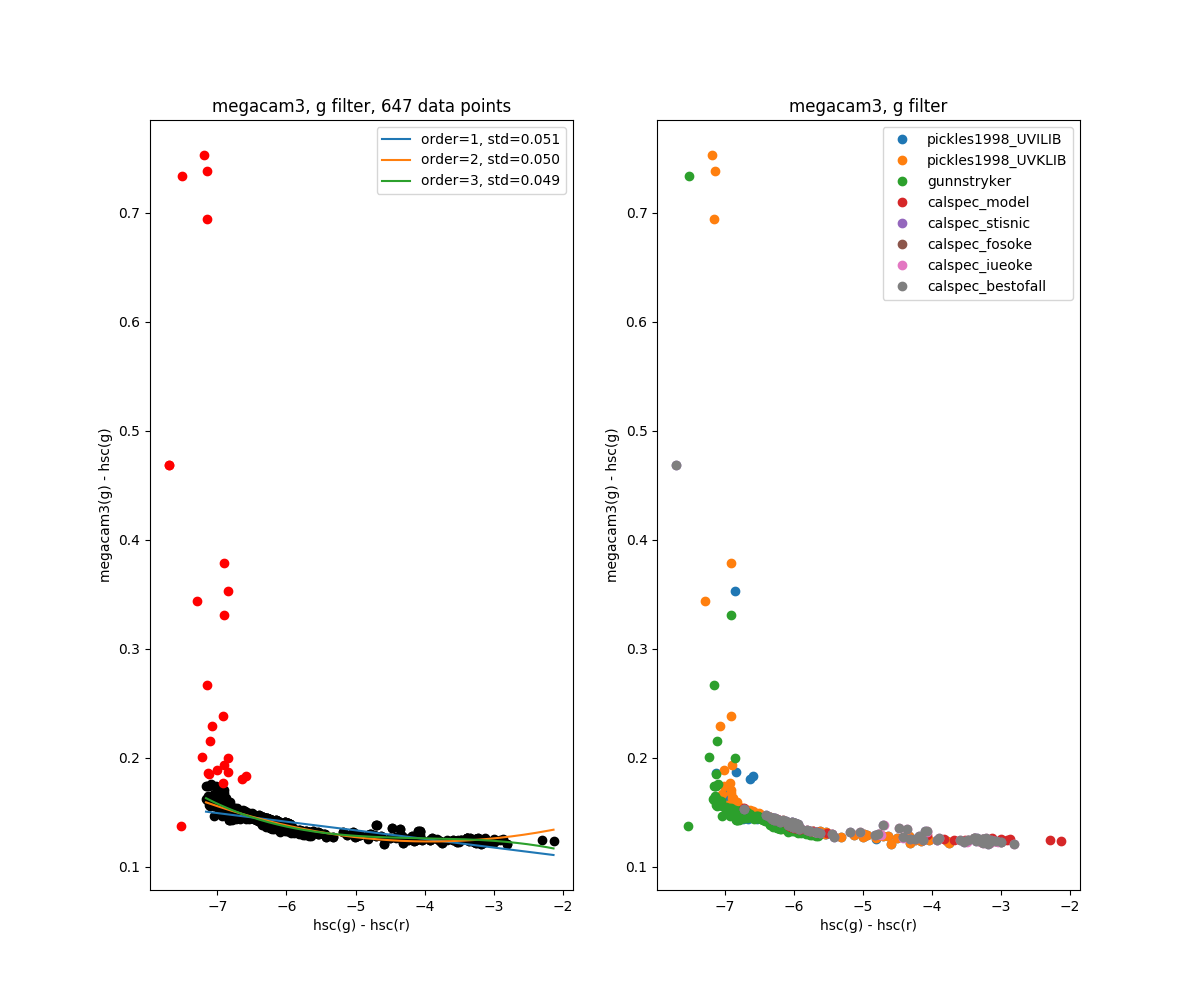 megacam3, g filter, 647 data points
order=1, std=0.051
order=2, std=0.050
order=3, std=0.049
0.7
0.6
0.5
0.4
0.3
0.2
0.1
megacam3(g) - hsc(g)
−7 −6 −5 −4 −3 −2
hsc(g) - hsc(r)
megacam3, g filter
pickles1998_UVILIB
pickles1998_UVKLIB
gunnstryker
calspec_model
calspec_stisnic
calspec_fosoke
calspec_iueoke
calspec_bestofall
0.7
0.6
0.5
0.4
0.3
0.2
0.1
megacam3(g) - hsc(g)
−7 −6 −5 −4 −3 −2
hsc(g) - hsc(r)